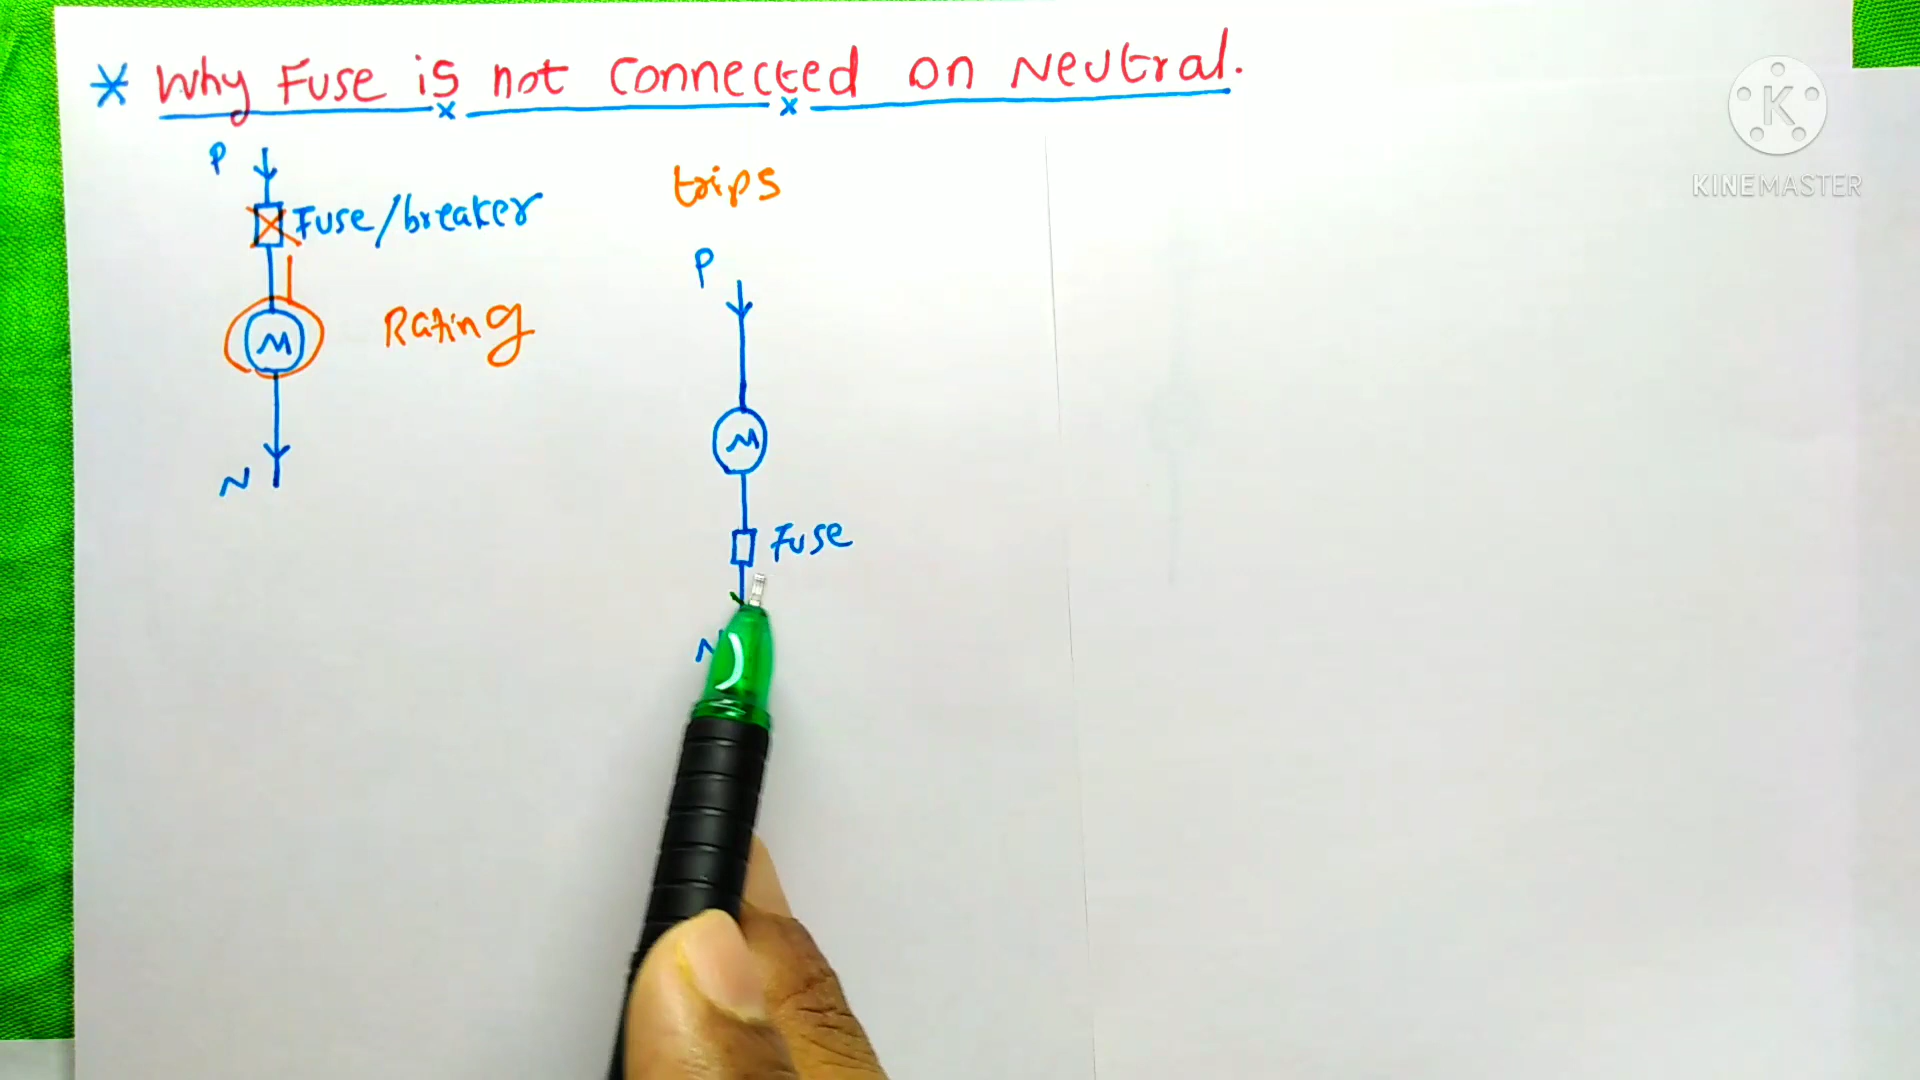 * Why Fuse is not connected on Neutral.
P
Fuse/breaker
M
Rating
N
trips
P
M
Fuse
N
K
KINEMASTER